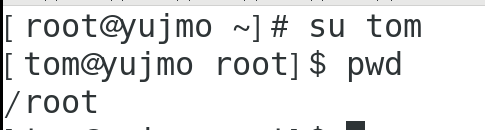 [root@yujmo ~]# su tom
[tom@yujmo root]$ pwd
/root